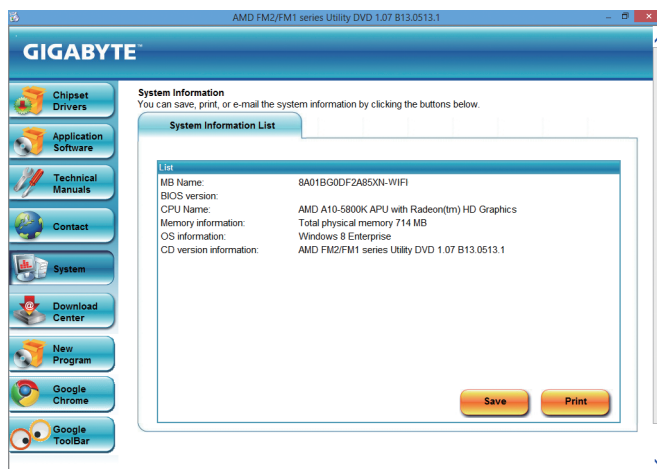 AMD FM2/FM1 series Utility DVD 1.07 B13.0513.1
GIGABYTE™
Chipset
Drivers
Application
Software
Technical
Manuals
Contact
System
Download
Center
New
Program
Google
Chrome
Google
ToolBar
System Information
You can save, print, or e-mail the system information by clicking the buttons below.
System Information List
List
MB Name: 8A01BG0DF2A85XN-WIFI
BIOS version:
CPU Name: AMD A10-5800K APU with Radeon(tm) HD Graphics
Memory information: Total physical memory 714 MB
OS information: Windows 8 Enterprise
CD version information: AMD FM2/FM1 series Utility DVD 1.07 B13.0513.1
Save Print